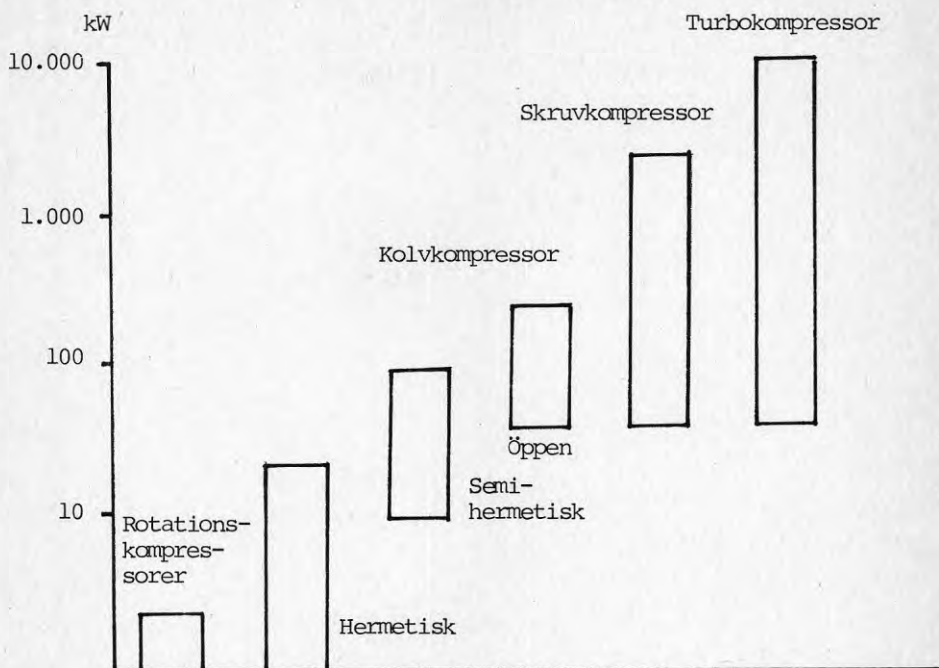 kW
Turbokompressor
10.000
Skruvkompressor
1.000
Kolvkompressor
100
Öppen
Semi-
hermetisk
10
Rotations-
kompres-
sorer
Hermetisk